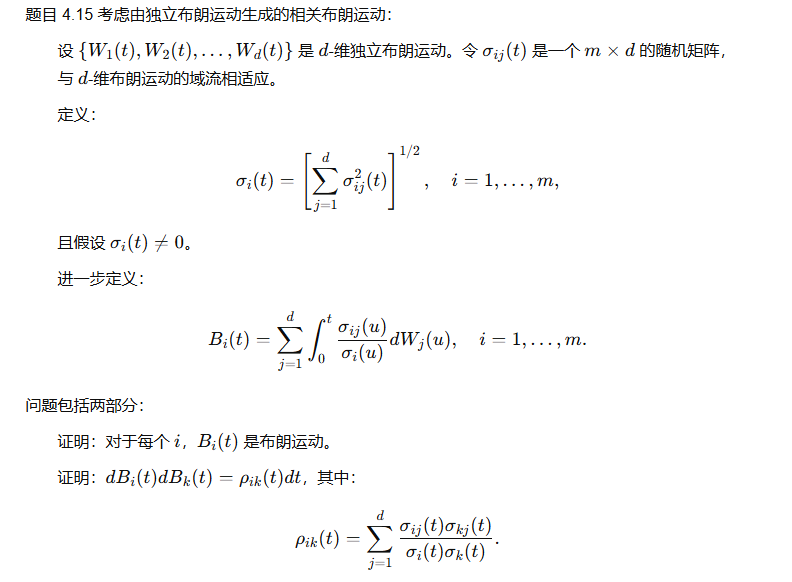 题目 4.15 考虑由独立布朗运动生成的相关布朗运动：
设 $\{W_1(t), W_2(t), \ldots, W_d(t)\}$ 是 $d$-维独立布朗运动。令 $\sigma_{ij}(t)$ 是一个 $m \times d$ 的随机矩阵，
与 $d$-维布朗运动的域流相适应。
定义：
$$\sigma_i(t) = \left[ \sum_{j=1}^{d} \sigma_{ij}^2(t) \right]^{1/2}, \quad i = 1, \ldots, m,$$
且假设 $\sigma_i(t) \neq 0$。
进一步定义：
$$B_i(t) = \sum_{j=1}^{d} \int_0^t \frac{\sigma_{ij}(u)}{\sigma_i(u)} dW_j(u), \quad i = 1, \ldots, m.$$
问题包括两部分：
证明：对于每个 $i$，$B_i(t)$ 是布朗运动。
证明：$dB_i(t)dB_k(t) = \rho_{ik}(t)dt$，其中：
$$\rho_{ik}(t) = \sum_{j=1}^{d} \frac{\sigma_{ij}(t)\sigma_{kj}(t)}{\sigma_i(t)\sigma_k(t)}.$$